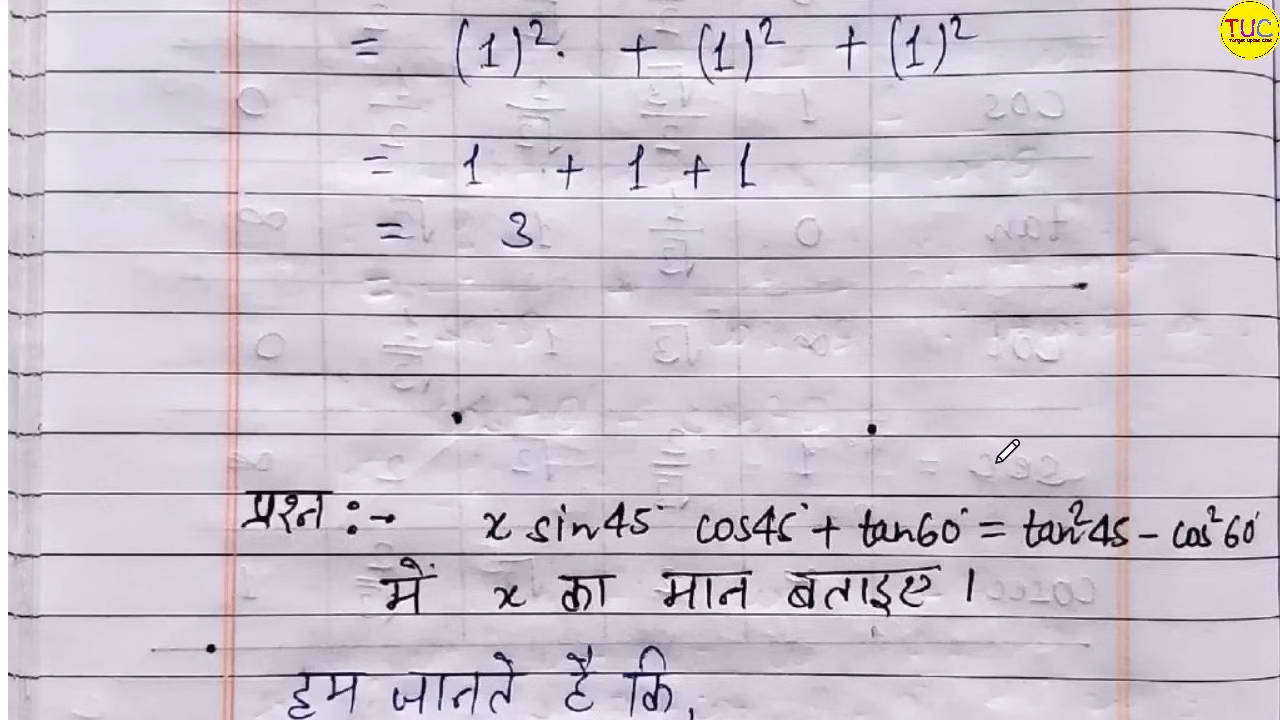 TUC
= (1)². + (1)² + (1)²
= 1 + 1 + 1
= 3
=
प्रश्न :- x sin45° cos45° + tan60° = tan²45 - cos²60°
में x का मान बताइए ।
हम जानते है कि,